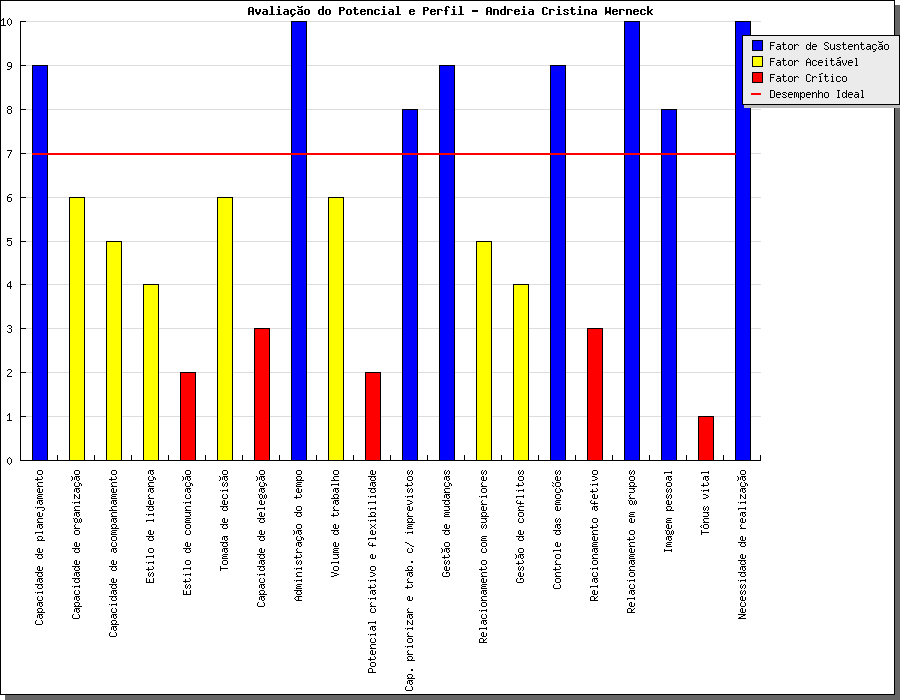 Avaliação do Potencial e Perfil - Andreia Cristina Werneck
10
9
8
7
6
5
4
3
2
1
0
Fator de Sustentação
Fator Aceitável
Fator Crítico
Desempenho Ideal
Capacidade de planejamento
Capacidade de organização
Capacidade de acompanhamento
Estilo de liderança
Estilo de comunicação
Tomada de decisão
Capacidade de delegação
Administração do tempo
Volume de trabalho
Potencial criativo e flexibilidade
Cap. priorizar e trab. c/ imprevistos
Gestão de mudanças
Relacionamento com superiores
Gestão de conflitos
Controle das emoções
Relacionamento afetivo
Relacionamento em grupos
Imagem pessoal
Tônus vital
Necessidade de realização